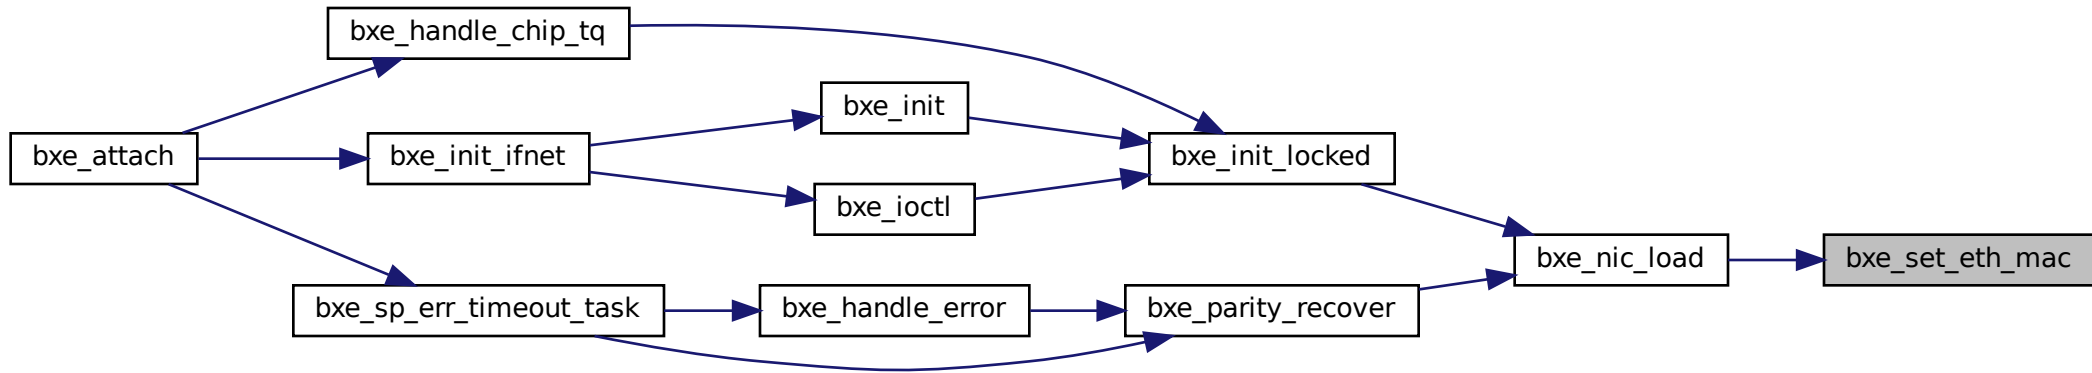 bxe_handle_chip_tq
bxe_init
bxe_attach
bxe_init_ifnet
bxe_init_locked
bxe_ioctl
bxe_nic_load
bxe_set_eth_mac
bxe_sp_err_timeout_task
bxe_handle_error
bxe_parity_recover